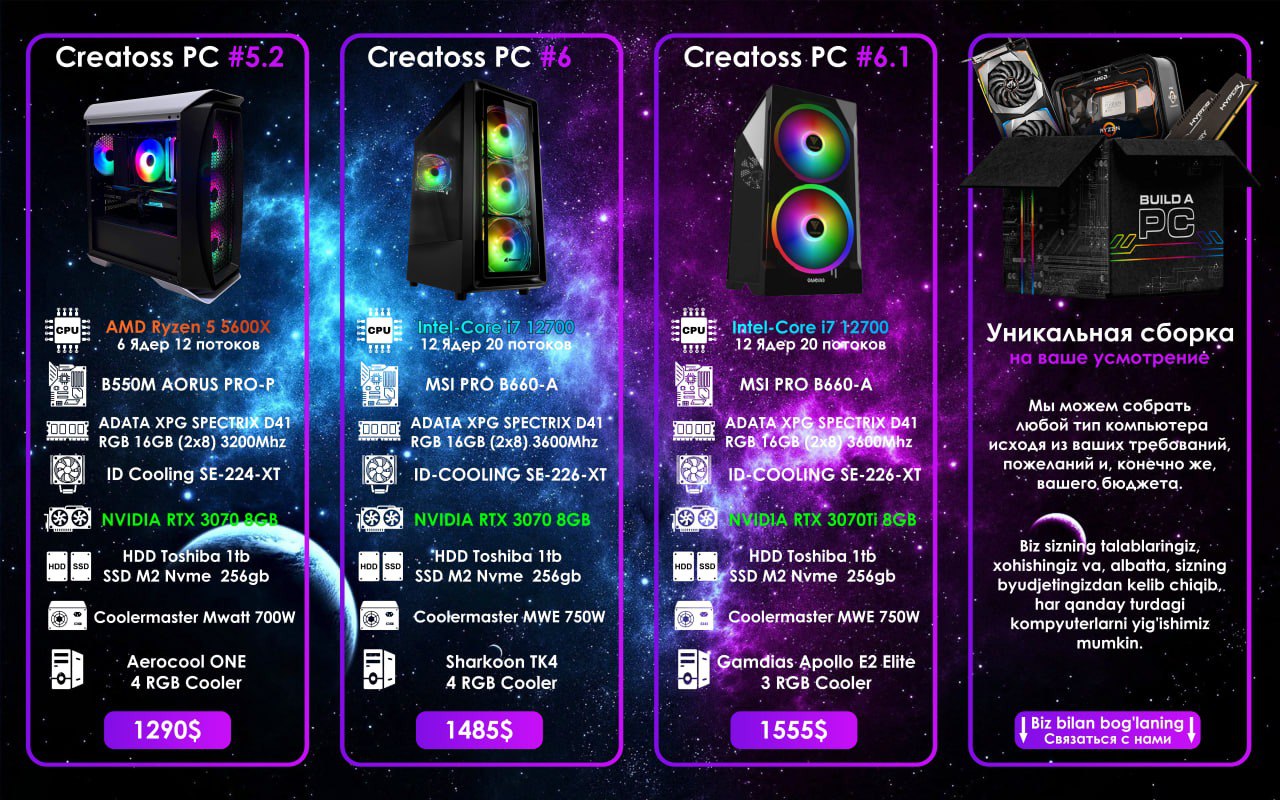 Creatoss PC #5.2
CPU
AMD Ryzen 5 5600X
6 Ядер 12 потоков
B550M AORUS PRO-P
ADATA XPG SPECTRIX D41
RGB 16GB (2x8) 3200Mhz
ID Cooling SE-224-XT
NVIDIA RTX 3070 8GB
HDD SSD
HDD Toshiba 1tb
SSD M2 Nvme 256gb
Coolermaster Mwatt 700W
Aerocool ONE
4 RGB Cooler
1290$
Creatoss PC #6
CPU
Intel-Core i7 12700
12 Ядер 20 потоков
MSI PRO B660-A
ADATA XPG SPECTRIX D41
RGB 16GB (2x8) 3600Mhz
ID-COOLING SE-226-XT
NVIDIA RTX 3070 8GB
HDD SSD
HDD Toshiba 1tb
SSD M2 Nvme 256gb
Coolermaster MWE 750W
Sharkoon TK4
4 RGB Cooler
1485$
Creatoss PC #6.1
GAMDIAS
CPU
Intel-Core i7 12700
12 Ядер 20 потоков
MSI PRO B660-A
ADATA XPG SPECTRIX D41
RGB 16GB (2x8) 3600Mhz
ID-COOLING SE-226-XT
NVIDIA RTX 3070Ti 8GB
HDD SSD
HDD Toshiba 1tb
SSD M2 Nvme 256gb
Coolermaster MWE 750W
Gamdias Apollo E2 Elite
3 RGB Cooler
1555$
AMD
RYZEN
HYPERX
BUILD A
PC
Уникальная сборка
на ваше усмотрение
Мы можем собрать
любой тип компьютера
исходя из ваших требований,
пожеланий и, конечно же,
вашего бюджета.
Biz sizning talablaringiz,
xohishingiz va, albatta, sizning
byudjetingizdan kelib chiqib,
har qanday turdagi
kompyuterlarni yig'ishimiz
mumkin.
Biz bilan bog'laning
Связаться с нами